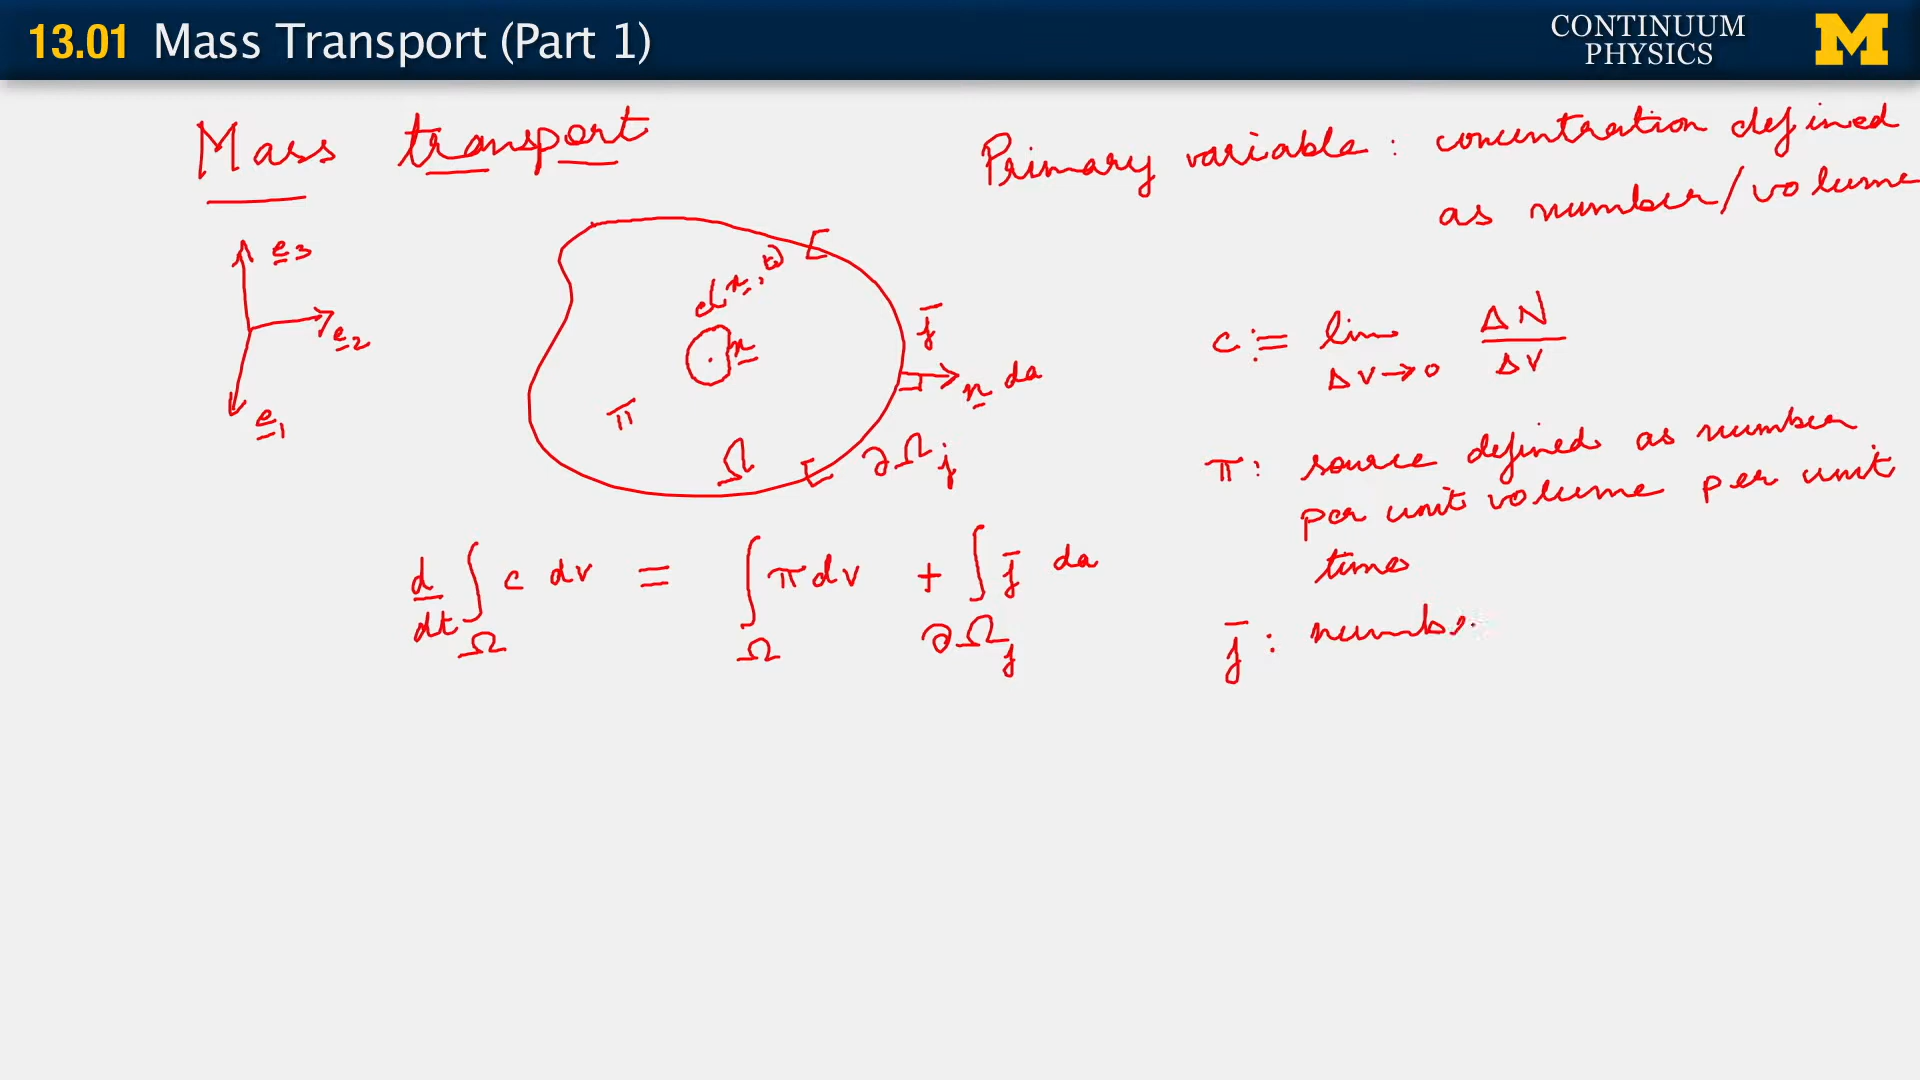 13.01 Mass Transport (Part 1)
CONTINUUM
PHYSICS
M
Mass transport
Primary variable : concentration defined
as number/volume
e3
e2
e1
c(x, t)
x
π
Ω
j̄
n da
∂Ωj
c := lim ΔN/ΔV
ΔV→0
π : source defined as number
per unit volume per unit
time
d/dt ∫Ω c dv = ∫Ω π dv + ∫∂Ωj j̄ da
j̄ : numbe